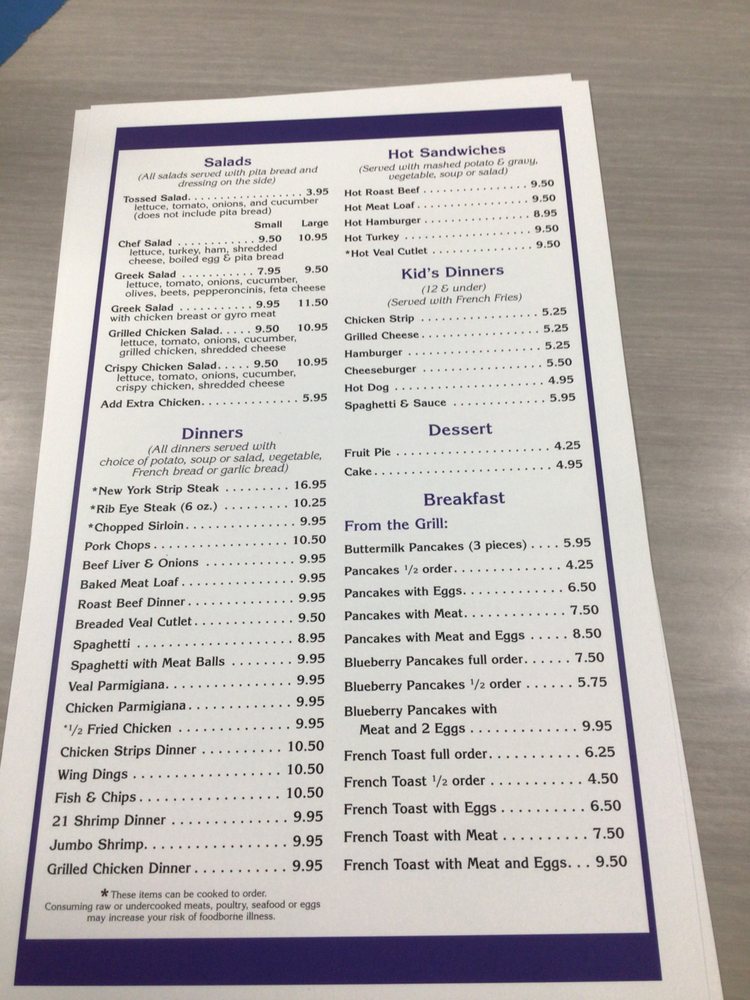 Salads
(All salads served with pita bread and
dressing on the side)
Tossed Salad. . . . . . . . . . . . . . . . . 3.95
lettuce, tomato, onions, and cucumber
(does not include pita bread)
Small Large
Chef Salad . . . . . . . . . . . . 9.50 10.95
lettuce, turkey, ham, shredded
cheese, boiled egg & pita bread
Greek Salad . . . . . . . . . . . 7.95 9.50
lettuce, tomato, onions, cucumber,
olives, beets, pepperoncinis, feta cheese
Greek Salad . . . . . . . . . . . 9.95 11.50
with chicken breast or gyro meat
Grilled Chicken Salad. . . . . 9.50 10.95
lettuce, tomato, onions, cucumber,
grilled chicken, shredded cheese
Crispy Chicken Salad. . . . . 9.50 10.95
lettuce, tomato, onions, cucumber,
crispy chicken, shredded cheese
Add Extra Chicken. . . . . . . . . . . . . . 5.95
Dinners
(All dinners served with
choice of potato, soup or salad, vegetable,
French bread or garlic bread)
*New York Strip Steak . . . . . . . . . 16.95
*Rib Eye Steak (6 oz.) . . . . . . . . . 10.25
*Chopped Sirloin. . . . . . . . . . . . . . 9.95
Pork Chops . . . . . . . . . . . . . . . . . 10.50
Beef Liver & Onions . . . . . . . . . . . 9.95
Baked Meat Loaf . . . . . . . . . . . . . . 9.95
Roast Beef Dinner. . . . . . . . . . . . . 9.95
Breaded Veal Cutlet. . . . . . . . . . . . 9.50
Spaghetti . . . . . . . . . . . . . . . . . . . 8.95
Spaghetti with Meat Balls . . . . . . . 9.95
Veal Parmigiana. . . . . . . . . . . . . . . 9.95
Chicken Parmigiana. . . . . . . . . . . . 9.95
*1/2 Fried Chicken . . . . . . . . . . . . . 9.95
Chicken Strips Dinner . . . . . . . . . 10.50
Wing Dings . . . . . . . . . . . . . . . . . 10.50
Fish & Chips . . . . . . . . . . . . . . . . 10.50
21 Shrimp Dinner . . . . . . . . . . . . . 9.95
Jumbo Shrimp. . . . . . . . . . . . . . . . 9.95
Grilled Chicken Dinner . . . . . . . . . . 9.95
* These items can be cooked to order.
Consuming raw or undercooked meats, poultry, seafood or eggs
may increase your risk of foodborne illness.
Hot Sandwiches
(Served with mashed potato & gravy,
vegetable, soup or salad)
Hot Roast Beef . . . . . . . . . . . . . . . . 9.50
Hot Meat Loaf . . . . . . . . . . . . . . . . . 9.50
Hot Hamburger . . . . . . . . . . . . . . . . 8.95
Hot Turkey . . . . . . . . . . . . . . . . . . . 9.50
*Hot Veal Cutlet . . . . . . . . . . . . . . . . 9.50
Kid's Dinners
(12 & under)
(Served with French Fries)
Chicken Strip . . . . . . . . . . . . . . . . . 5.25
Grilled Cheese . . . . . . . . . . . . . . . . . 5.25
Hamburger . . . . . . . . . . . . . . . . . . . 5.25
Cheeseburger . . . . . . . . . . . . . . . . . 5.50
Hot Dog . . . . . . . . . . . . . . . . . . . . . 4.95
Spaghetti & Sauce . . . . . . . . . . . . . 5.95
Dessert
Fruit Pie . . . . . . . . . . . . . . . . . . . . . 4.25
Cake . . . . . . . . . . . . . . . . . . . . . . . . 4.95
Breakfast
From the Grill:
Buttermilk Pancakes (3 pieces) . . . . 5.95
Pancakes 1/2 order. . . . . . . . . . . . . . 4.25
Pancakes with Eggs. . . . . . . . . . . . . 6.50
Pancakes with Meat. . . . . . . . . . . . . 7.50
Pancakes with Meat and Eggs . . . . . 8.50
Blueberry Pancakes full order. . . . . . 7.50
Blueberry Pancakes 1/2 order . . . . . . 5.75
Blueberry Pancakes with
Meat and 2 Eggs . . . . . . . . . . . . . 9.95
French Toast full order. . . . . . . . . . . 6.25
French Toast 1/2 order . . . . . . . . . . . 4.50
French Toast with Eggs . . . . . . . . . . 6.50
French Toast with Meat . . . . . . . . . . 7.50
French Toast with Meat and Eggs. . . 9.50